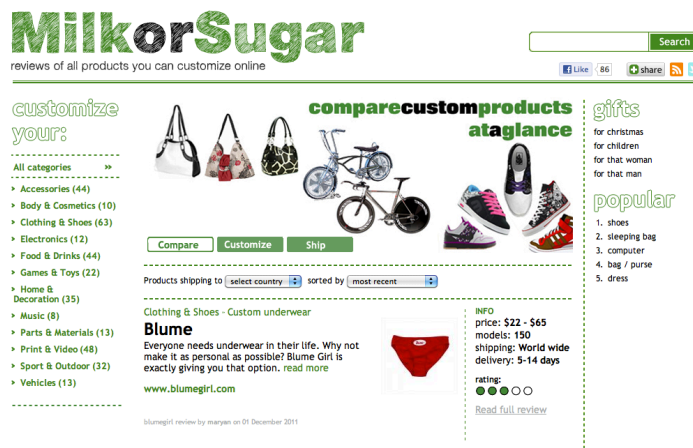 MilkorSugar
reviews of all products you can customize online
Search
Like 86
share
customize
your:
All categories »
Accessories (44)
Body & Cosmetics (10)
Clothing & Shoes (63)
Electronics (12)
Food & Drinks (44)
Games & Toys (22)
Home &
Decoration (35)
Music (8)
Parts & Materials (13)
Print & Video (48)
Sport & Outdoor (32)
Vehicles (13)
comparecustomproducts
ataglance
Compare
Customize
Ship
Products shipping to select country sorted by most recent
Clothing & Shoes - Custom underwear
Blume
Everyone needs underwear in their life. Why not
make it as personal as possible? Blume Girl is
exactly giving you that option. read more
www.blumegirl.com
blumegirl review by maryan on 01 December 2011
INFO
price: $22 - $65
models: 150
shipping: World wide
delivery: 5-14 days
rating:
Read full review
gifts
for christmas
for children
for that woman
for that man
popular
1. shoes
2. sleeping bag
3. computer
4. bag / purse
5. dress